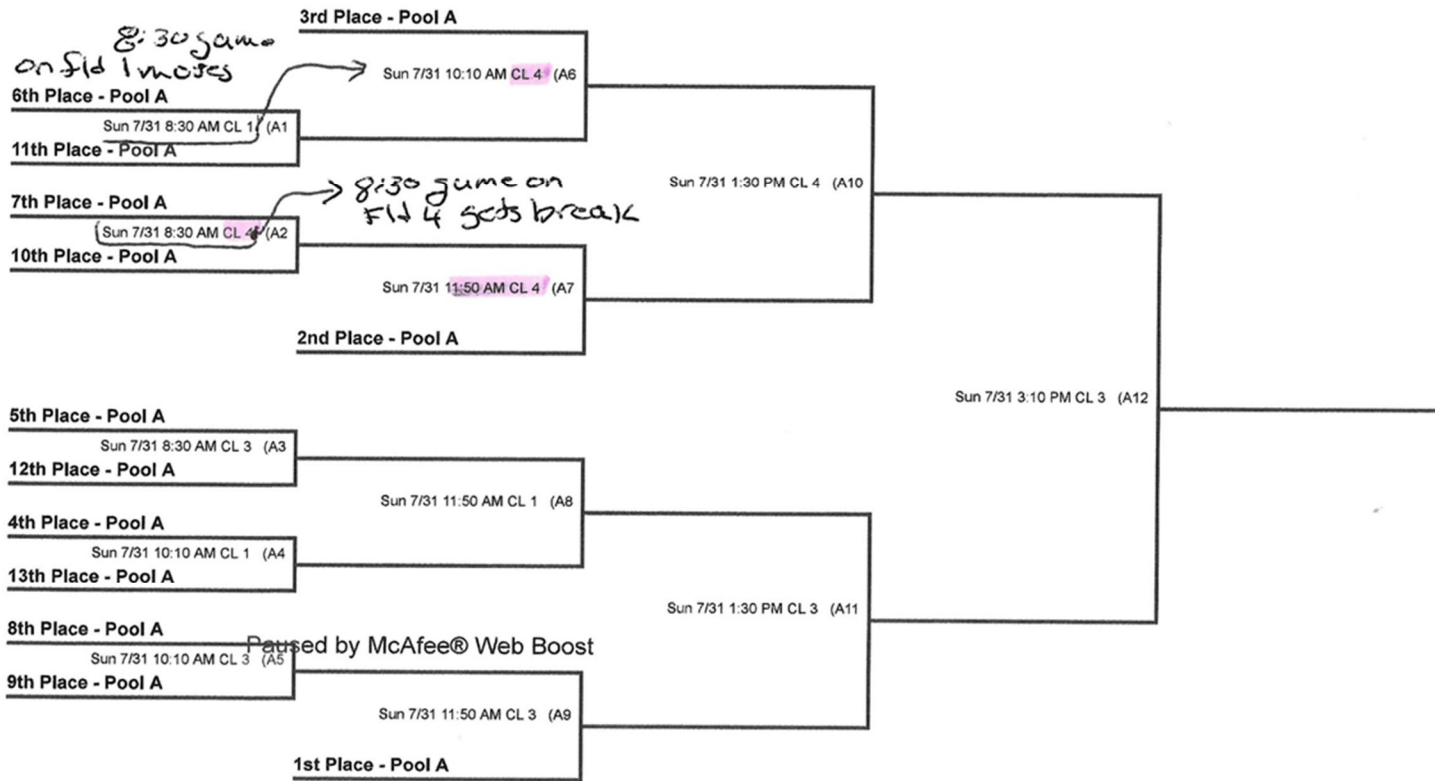 3rd Place - Pool A
8:30 game
on fld 1 moves
Sun 7/31 10:10 AM CL 4 (A6
6th Place - Pool A
Sun 7/31 8:30 AM CL 1 (A1
11th Place - Pool A
8:30 game on
Fld 4 gets break
Sun 7/31 1:30 PM CL 4 (A10
7th Place - Pool A
Sun 7/31 8:30 AM CL 4 (A2
10th Place - Pool A
Sun 7/31 11:50 AM CL 4 (A7
2nd Place - Pool A
Sun 7/31 3:10 PM CL 3 (A12
5th Place - Pool A
Sun 7/31 8:30 AM CL 3 (A3
12th Place - Pool A
Sun 7/31 11:50 AM CL 1 (A8
4th Place - Pool A
Sun 7/31 10:10 AM CL 1 (A4
13th Place - Pool A
Sun 7/31 1:30 PM CL 3 (A11
8th Place - Pool A
Paused by McAfee® Web Boost
Sun 7/31 10:10 AM CL 3 (A5
9th Place - Pool A
Sun 7/31 11:50 AM CL 3 (A9
1st Place - Pool A